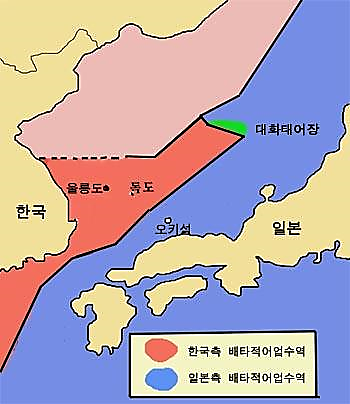 대화태어장
울릉도
독도
한국
오키섬
일본
한국측 배타적어업수역
일본측 배타적어업수역